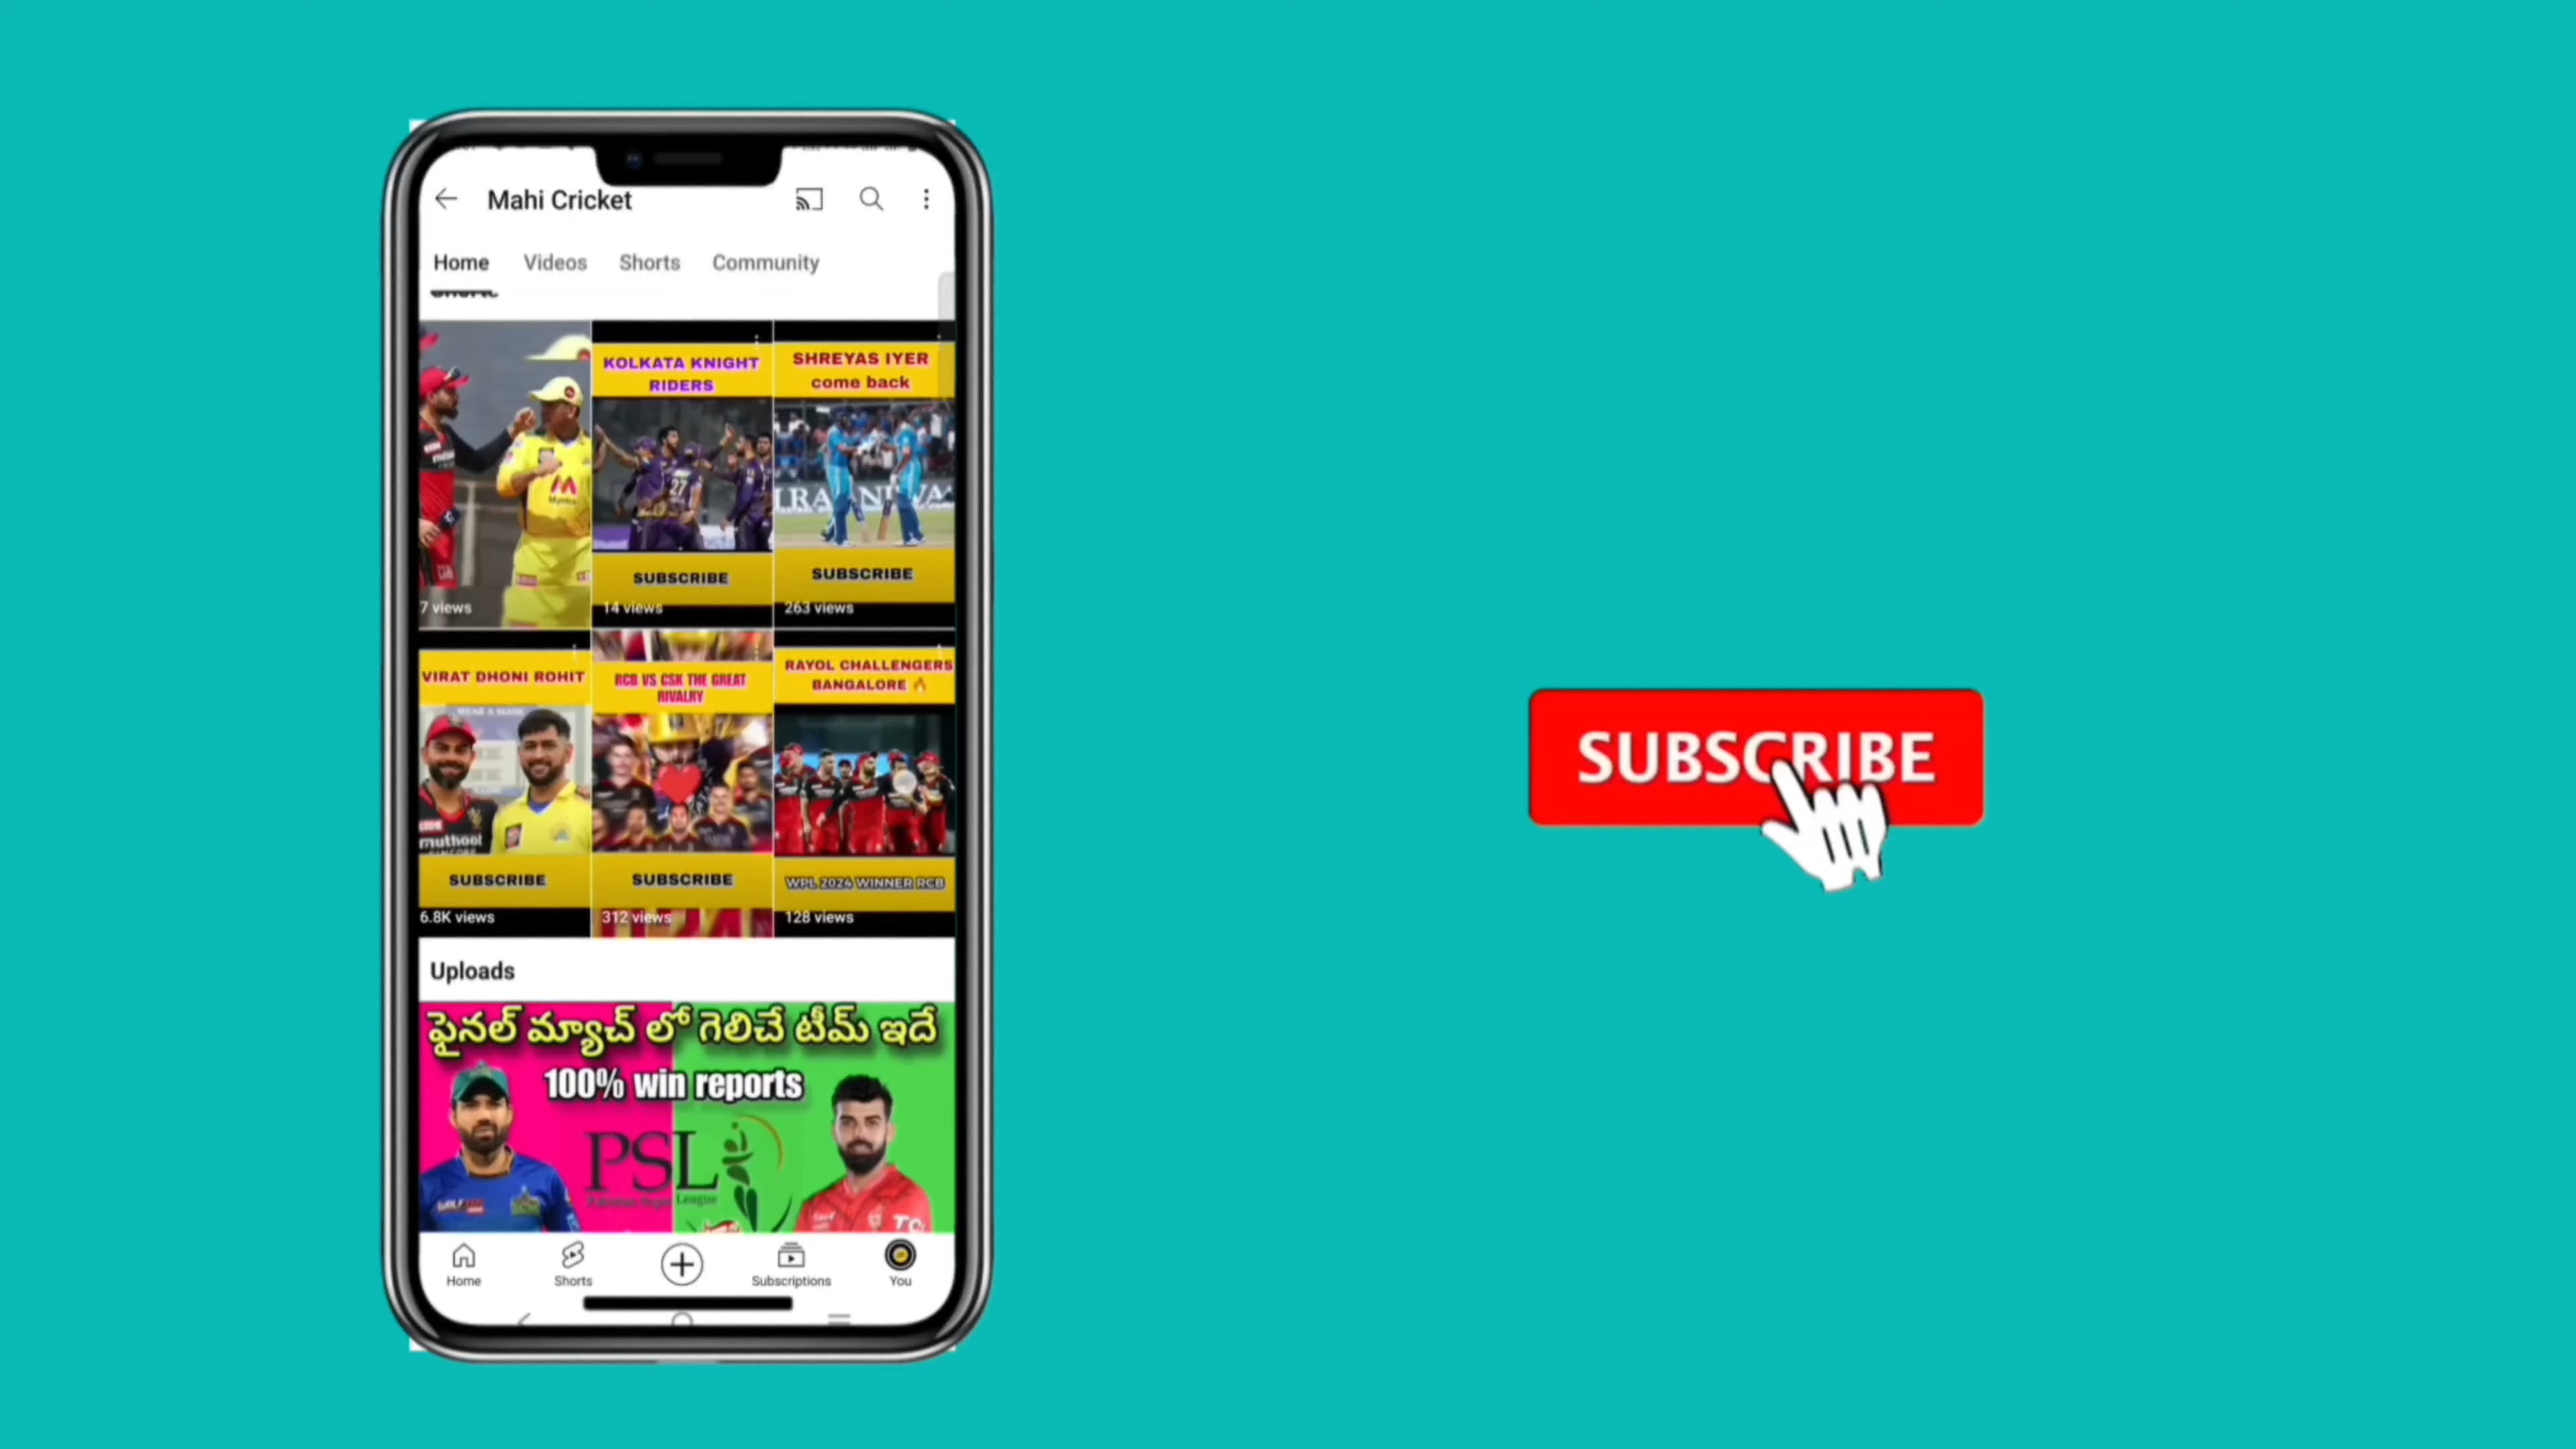 Mahi Cricket
Home Videos Shorts Community
KOLKATA KNIGHT
RIDERS
SUBSCRIBE
SHREYAS IYER
come back
SUBSCRIBE
7 views
14 views
263 views
VIRAT DHONI ROHIT
muthoot
SUBSCRIBE
6.8K views
RCB VS CSK THE GREAT
RIVALRY
SUBSCRIBE
312 views
RAYOL CHALLENGERS
BANGALORE 🔥
WPL 2024 WINNER RCB
128 views
Uploads
ఫైనల్ మ్యాచ్ లో గెలిచే టీమ్ ఇదే
100% win reports
PSL
Home Shorts Subscriptions You
SUBSCRIBE